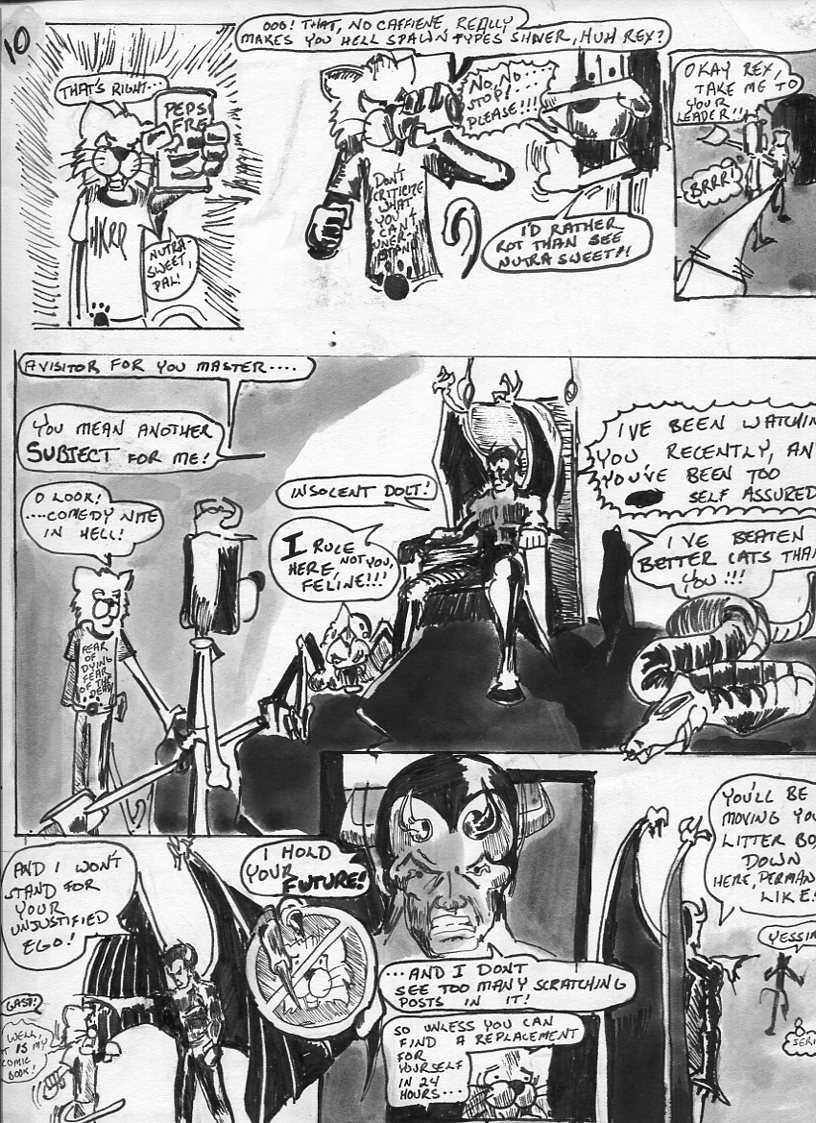 10
THAT'S RIGHT...
PEPS
FRE
HKRP
NUTRA-
SWEET,
PAL!
OOO! THAT, NO CAFFIENE, REALLY
MAKES YOU HELL SPAWN TYPES SHIVER, HUH REX?
NO, NO...
STOP!...
PLEASE!!!
DON'T
CRITICIZE
WHAT
YOU
CAN'T
UNDER
STAND
I'D RATHER
ROT THAN SEE
NUTRA SWEET!!
OKAY REX,
TAKE ME TO
YOUR
LEADER!!
BRRR!
A VISITOR FOR YOU MASTER....
YOU MEAN ANOTHER
SUBJECT FOR ME!
O LOOK!
....COMEDY NITE
IN HELL!
FEAR
OF
DYING
FEAR
OF THE
DEAD
INSOLENT DOLT!
I RULE
HERE, NOT YOU,
FELINE!!!
I'VE BEEN WATCHIN
YOU RECENTLY, AN
YOU'VE BEEN TOO
SELF ASSURED
I'VE BEATEN
BETTER CATS THA
YOU!!!
AND I WON'T
STAND FOR
YOUR
UNJUSTIFIED
EGO!
GASP!
WELL,
IT IS MY
COMIC
BOOK!
I HOLD
YOUR FUTURE!
...AND I DON'T
SEE TOO MANY SCRATCHING
POSTS IN IT!
SO UNLESS YOU CAN
FIND A REPLACEMENT
FOR
YOURSELF
IN 24
HOURS...
YOU'LL BE
MOVING YOU
LITTER BO
DOWN
HERE, PERMAN
LIKE!
YESSIR